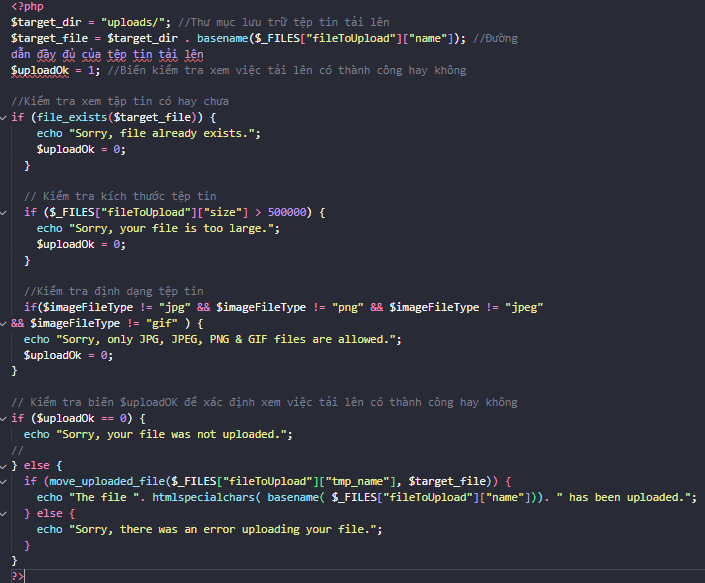 <?php
$target_dir = "uploads/"; //Thư mục lưu trữ tệp tin tải lên
$target_file = $target_dir . basename($_FILES["fileToUpload"]["name"]); //Đường
dẫn đầy đủ của tệp tin tải lên
$uploadOk = 1; //Biến kiểm tra xem việc tải lên có thành công hay không

//Kiểm tra xem tập tin có hay chưa
if (file_exists($target_file)) {
    echo "Sorry, file already exists.";
    $uploadOk = 0;
  }

  // Kiểm tra kích thước tệp tin
  if ($_FILES["fileToUpload"]["size"] > 500000) {
    echo "Sorry, your file is too large.";
    $uploadOk = 0;
  }

  //Kiểm tra định dạng tệp tin
  if($imageFileType != "jpg" && $imageFileType != "png" && $imageFileType != "jpeg"
&& $imageFileType != "gif" ) {
  echo "Sorry, only JPG, JPEG, PNG & GIF files are allowed.";
  $uploadOk = 0;
}

// Kiểm tra biến $uploadOK để xác định xem việc tải lên có thành công hay không
if ($uploadOk == 0) {
  echo "Sorry, your file was not uploaded.";
//
} else {
  if (move_uploaded_file($_FILES["fileToUpload"]["tmp_name"], $target_file)) {
    echo "The file ". htmlspecialchars( basename( $_FILES["fileToUpload"]["name"])). " has been uploaded.";
  } else {
    echo "Sorry, there was an error uploading your file.";
  }
}
?>